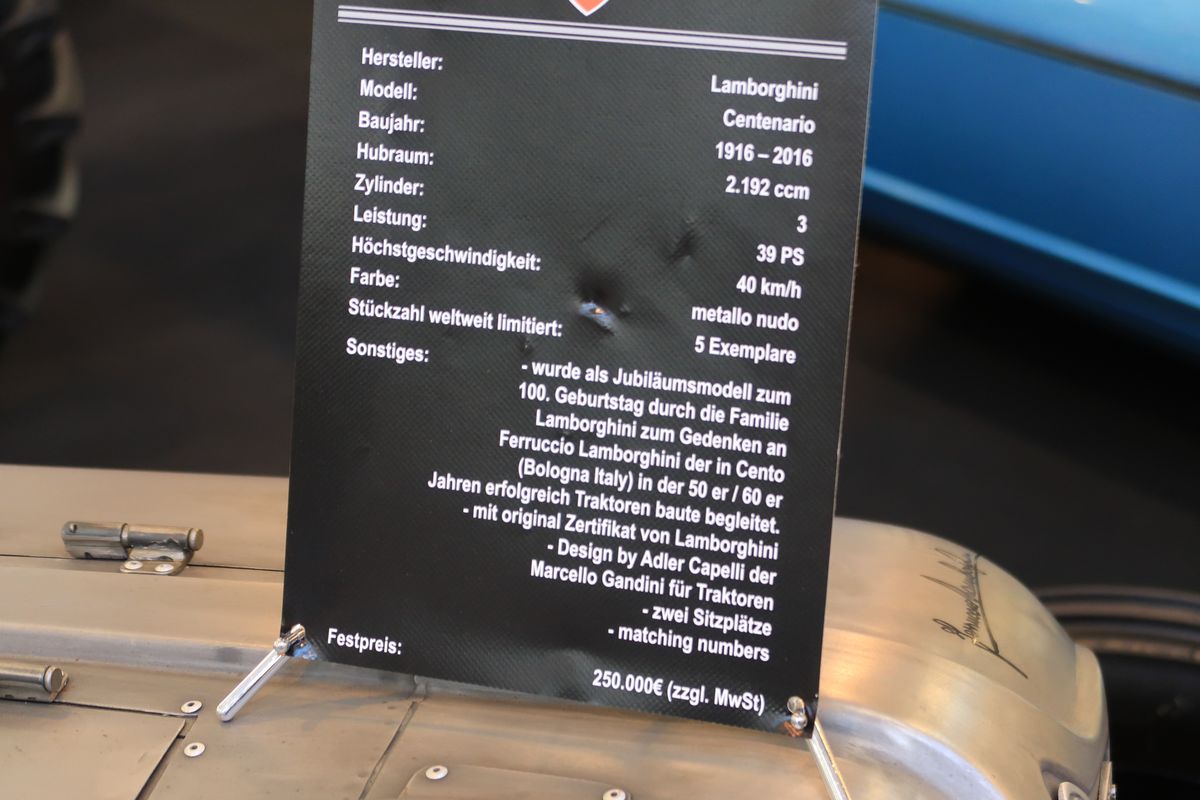 Hersteller: Lamborghini
Modell: Centenario
Baujahr: 1916 – 2016
Hubraum: 2.192 ccm
Zylinder: 3
Leistung: 39 PS
Höchstgeschwindigkeit: 40 km/h
Farbe: metallo nudo
Stückzahl weltweit limitiert: 5 Exemplare
Sonstiges: - wurde als Jubiläumsmodell zum
100. Geburtstag durch die Familie
Lamborghini zum Gedenken an
Ferruccio Lamborghini der in Cento
(Bologna Italy) in der 50 er / 60 er
Jahren erfolgreich Traktoren baute begleitet.
- mit original Zertifikat von Lamborghini
- Design by Adler Capelli der
Marcello Gandini für Traktoren
- zwei Sitzplätze
- matching numbers
Festpreis: 250.000€ (zzgl. MwSt)